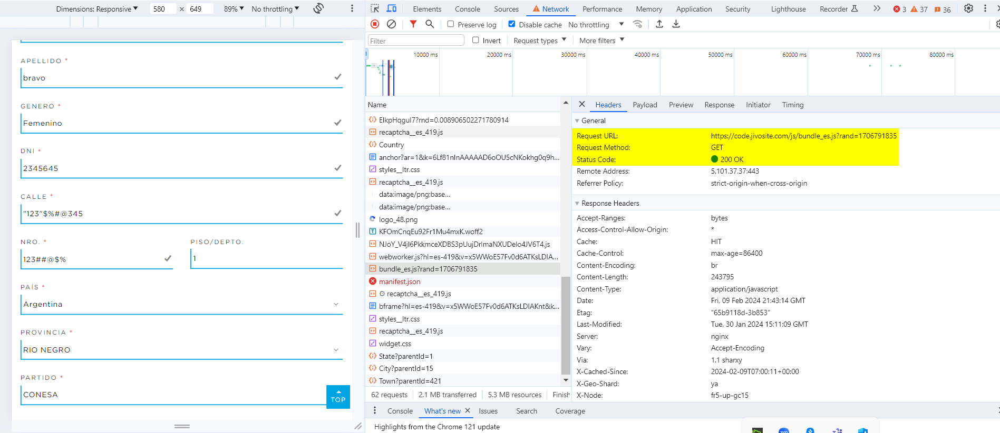 Dimensions: Responsive 580 × 649 89% No throttling
APELLIDO *
bravo
GENERO *
Femenino
DNI *
2345645
CALLE *
"123"$%#@345
NRO. * PISO/DEPTO.
123##@$% 1
PAÍS *
Argentina
PROVINCIA *
RIO NEGRO
PARTIDO *
CONESA
TOP
Elements Console Sources Network Performance Memory Application Security Lighthouse Recorder 3 37 36
Preserve log Disable cache No throttling
Filter Invert Request types More filters
10000 ms 20000 ms 30000 ms 40000 ms 50000 ms 60000 ms 70000 ms 80000 ms
Name
ElkpHqguI7?rnd=0.008906502271780914
recaptcha__es_419.js
Country
anchor?ar=1&k=6Lf81nInAAAAAD6oOU5cNKokhg0q9h...
styles__ltr.css
recaptcha__es_419.js
data:image/png;base...
data:image/png;base...
logo_48.png
KFOmCnqEu92Fr1Mu4mxK.woff2
NJoY_V4jI6PkkmceXDBS3pUujDrImaNXUDelo4JV6T4.js
webworker.js?hl=es-419&v=x5WWoE57Fv0d6ATKsLDIA...
bundle_es.js?rand=1706791835
manifest.json
recaptcha__es_419.js
bframe?hl=es-419&v=x5WWoE57Fv0d6ATKsLDIAKnt&k...
styles__ltr.css
recaptcha__es_419.js
widget.css
State?parentId=1
City?parentId=15
Town?parentId=421
62 requests 2.1 MB transferred 5.3 MB resources Finish
Headers Payload Preview Response Initiator Timing
General
Request URL: https://code.jivosite.com/js/bundle_es.js?rand=1706791835
Request Method: GET
Status Code: 200 OK
Remote Address: 5.101.37.37:443
Referrer Policy: strict-origin-when-cross-origin
Response Headers
Accept-Ranges: bytes
Access-Control-Allow-Origin: *
Cache: HIT
Cache-Control: max-age=86400
Content-Encoding: br
Content-Length: 243795
Content-Type: application/javascript
Date: Fri, 09 Feb 2024 21:43:14 GMT
Etag: "65b9118d-3b853"
Last-Modified: Tue, 30 Jan 2024 15:11:09 GMT
Server: nginx
Vary: Accept-Encoding
Via: 1.1 sharxy
X-Cached-Since: 2024-02-09T07:00:11+00:00
X-Geo-Shard: ya
X-Node: fr5-up-gc15
Console What's new Issues Search Coverage
Highlights from the Chrome 121 update
zm